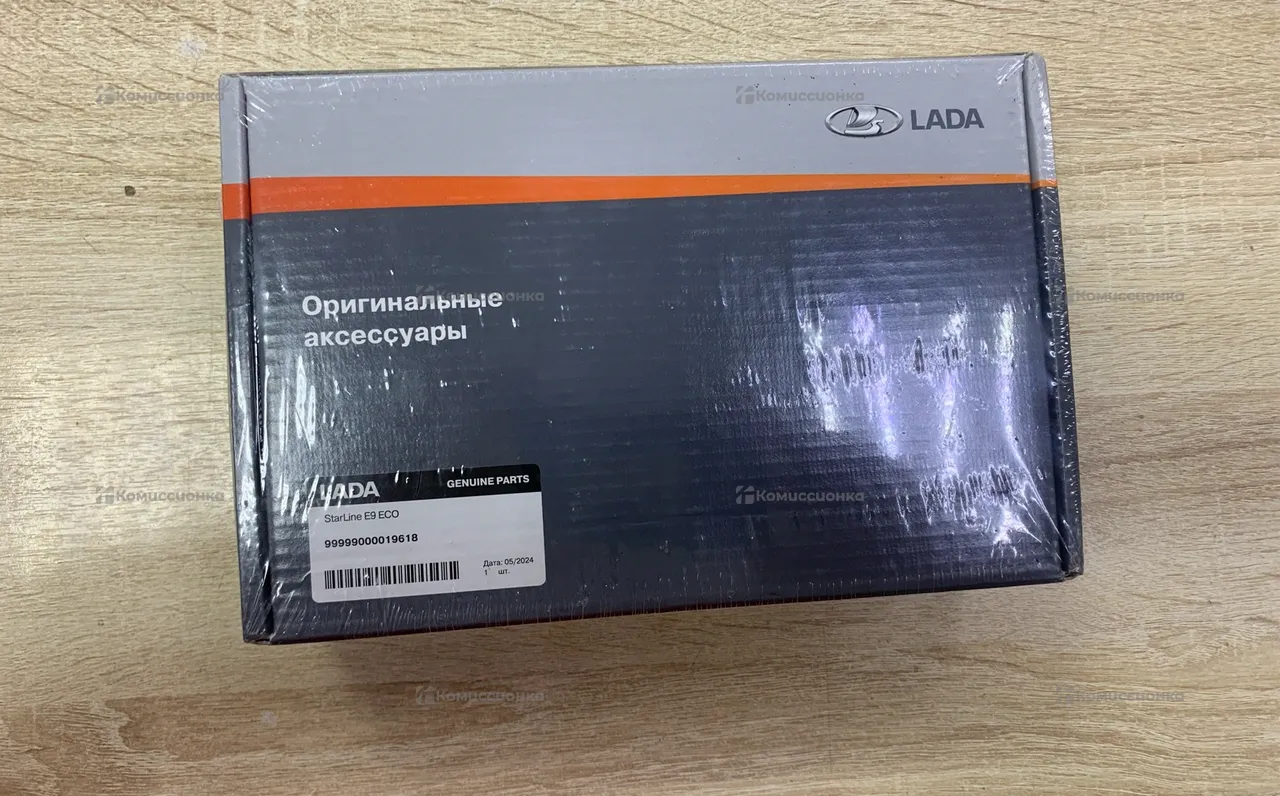 Комиссионка
Комиссионка
LADA
Оригинальные
аксессуары
Комиссионка
Комиссионка
LADA GENUINE PARTS
StarLine E9 ECO
99999000019618
Дата: 05/2024
1 шт.
Комиссионка
Комиссионка
Комиссионка
Комиссионка